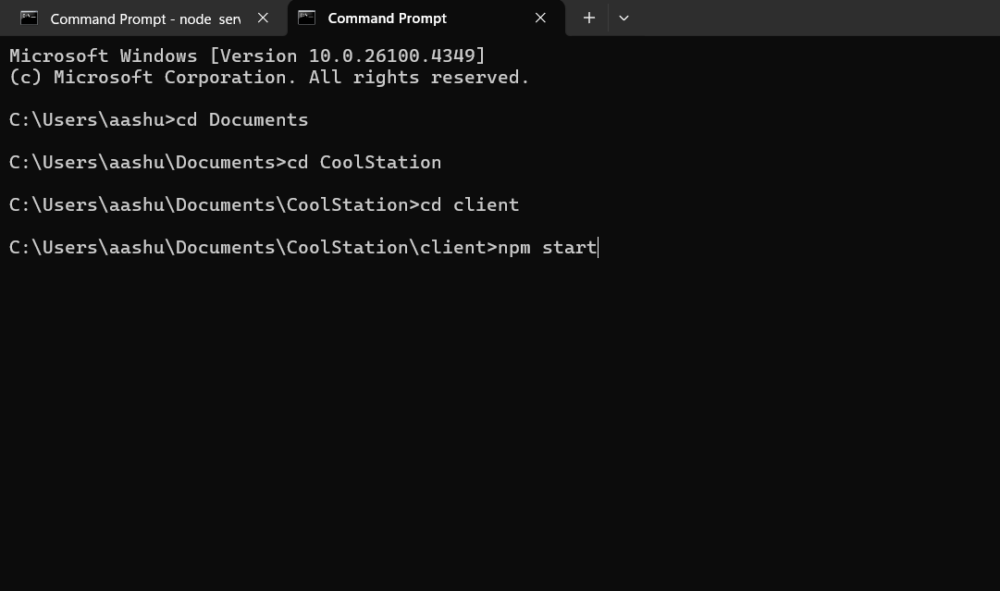 Command Prompt - node serv
Command Prompt
Microsoft Windows [Version 10.0.26100.4349]
(c) Microsoft Corporation. All rights reserved.
C:\Users\aashu>cd Documents
C:\Users\aashu\Documents>cd CoolStation
C:\Users\aashu\Documents\CoolStation>cd client
C:\Users\aashu\Documents\CoolStation\client>npm start